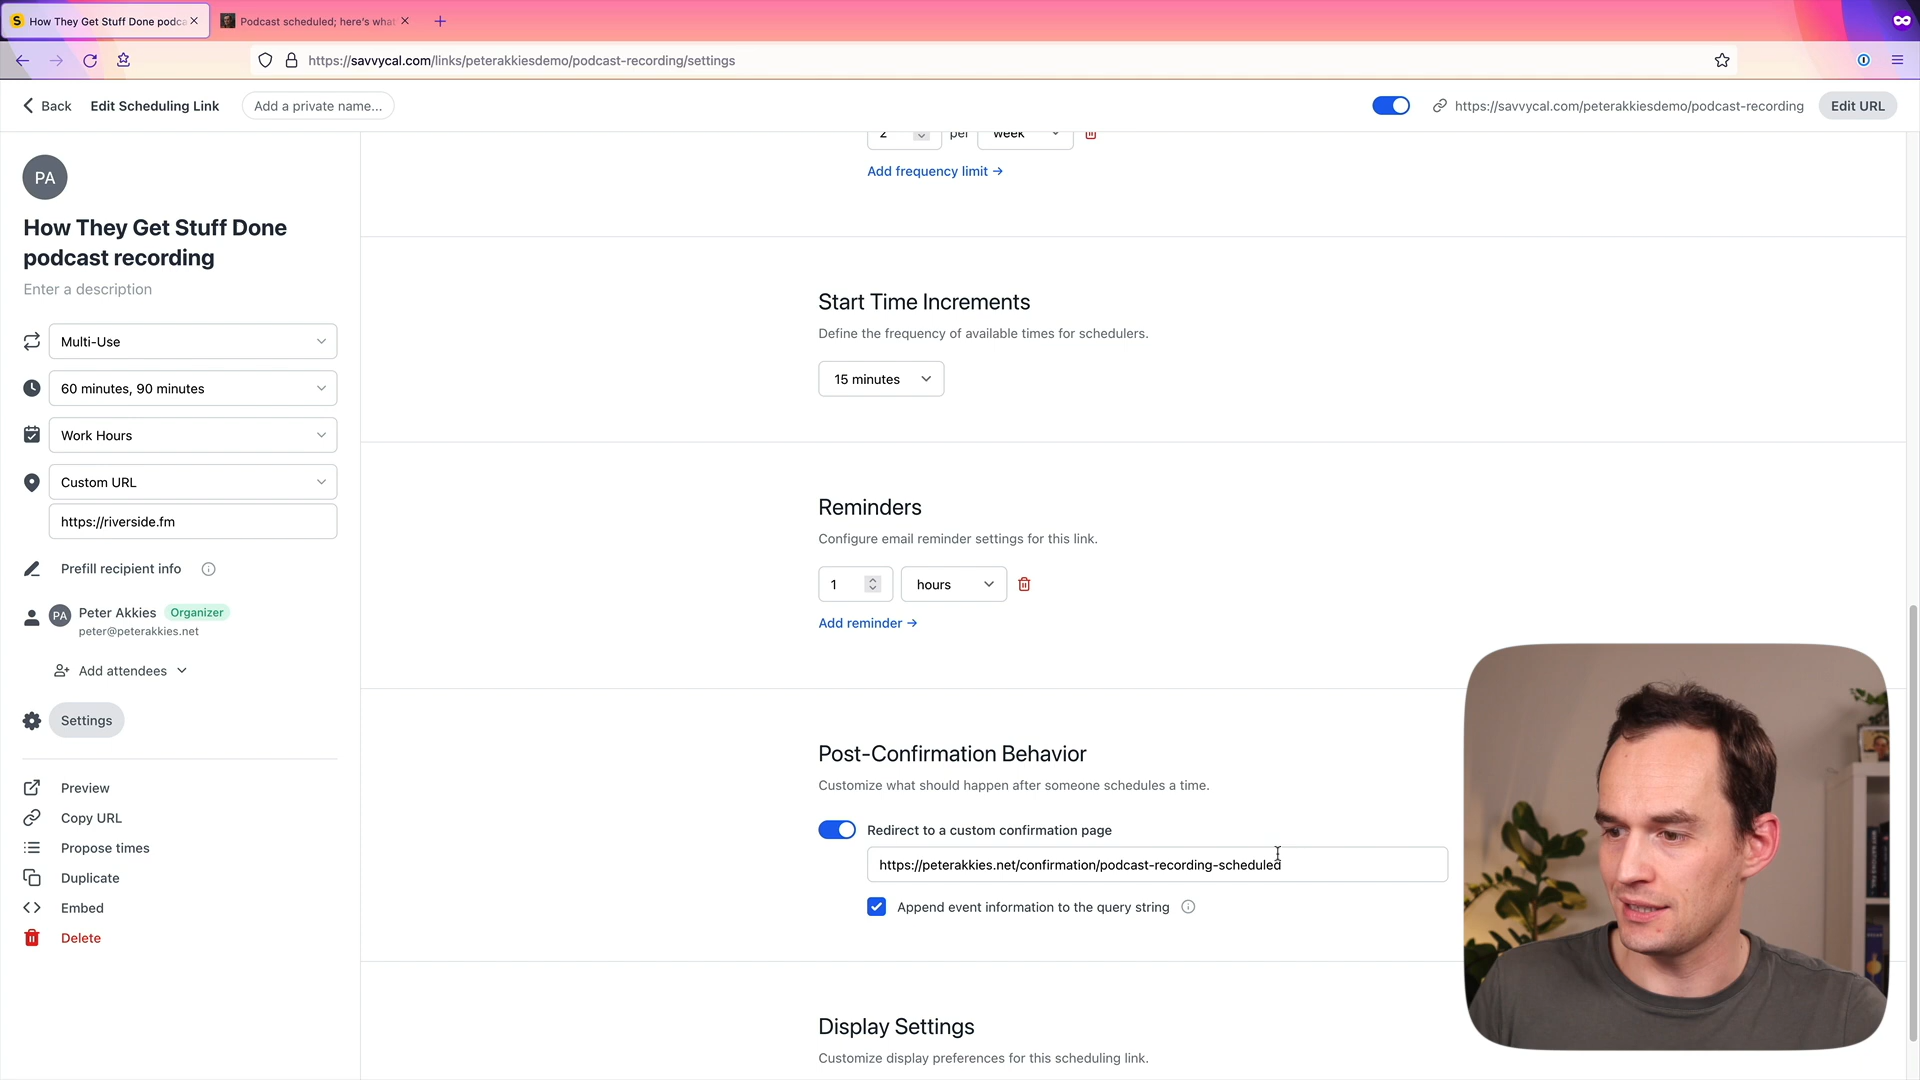 How They Get Stuff Done podca
Podcast scheduled; here's what
https://savvycal.com/links/peterakkiesdemo/podcast-recording/settings
Back
Edit Scheduling Link
Add a private name...
https://savvycal.com/peterakkiesdemo/podcast-recording
Edit URL
PA
How They Get Stuff Done
podcast recording
Enter a description
Multi-Use
60 minutes, 90 minutes
Work Hours
Custom URL
https://riverside.fm
Prefill recipient info
PA
Peter Akkies
Organizer
peter@peterakkies.net
Add attendees
Settings
Preview
Copy URL
Propose times
Duplicate
Embed
Delete
2 per week
Add frequency limit →
Start Time Increments
Define the frequency of available times for schedulers.
15 minutes
Reminders
Configure email reminder settings for this link.
1 hours
Add reminder →
Post-Confirmation Behavior
Customize what should happen after someone schedules a time.
Redirect to a custom confirmation page
https://peterakkies.net/confirmation/podcast-recording-scheduled
Append event information to the query string
Display Settings
Customize display preferences for this scheduling link.